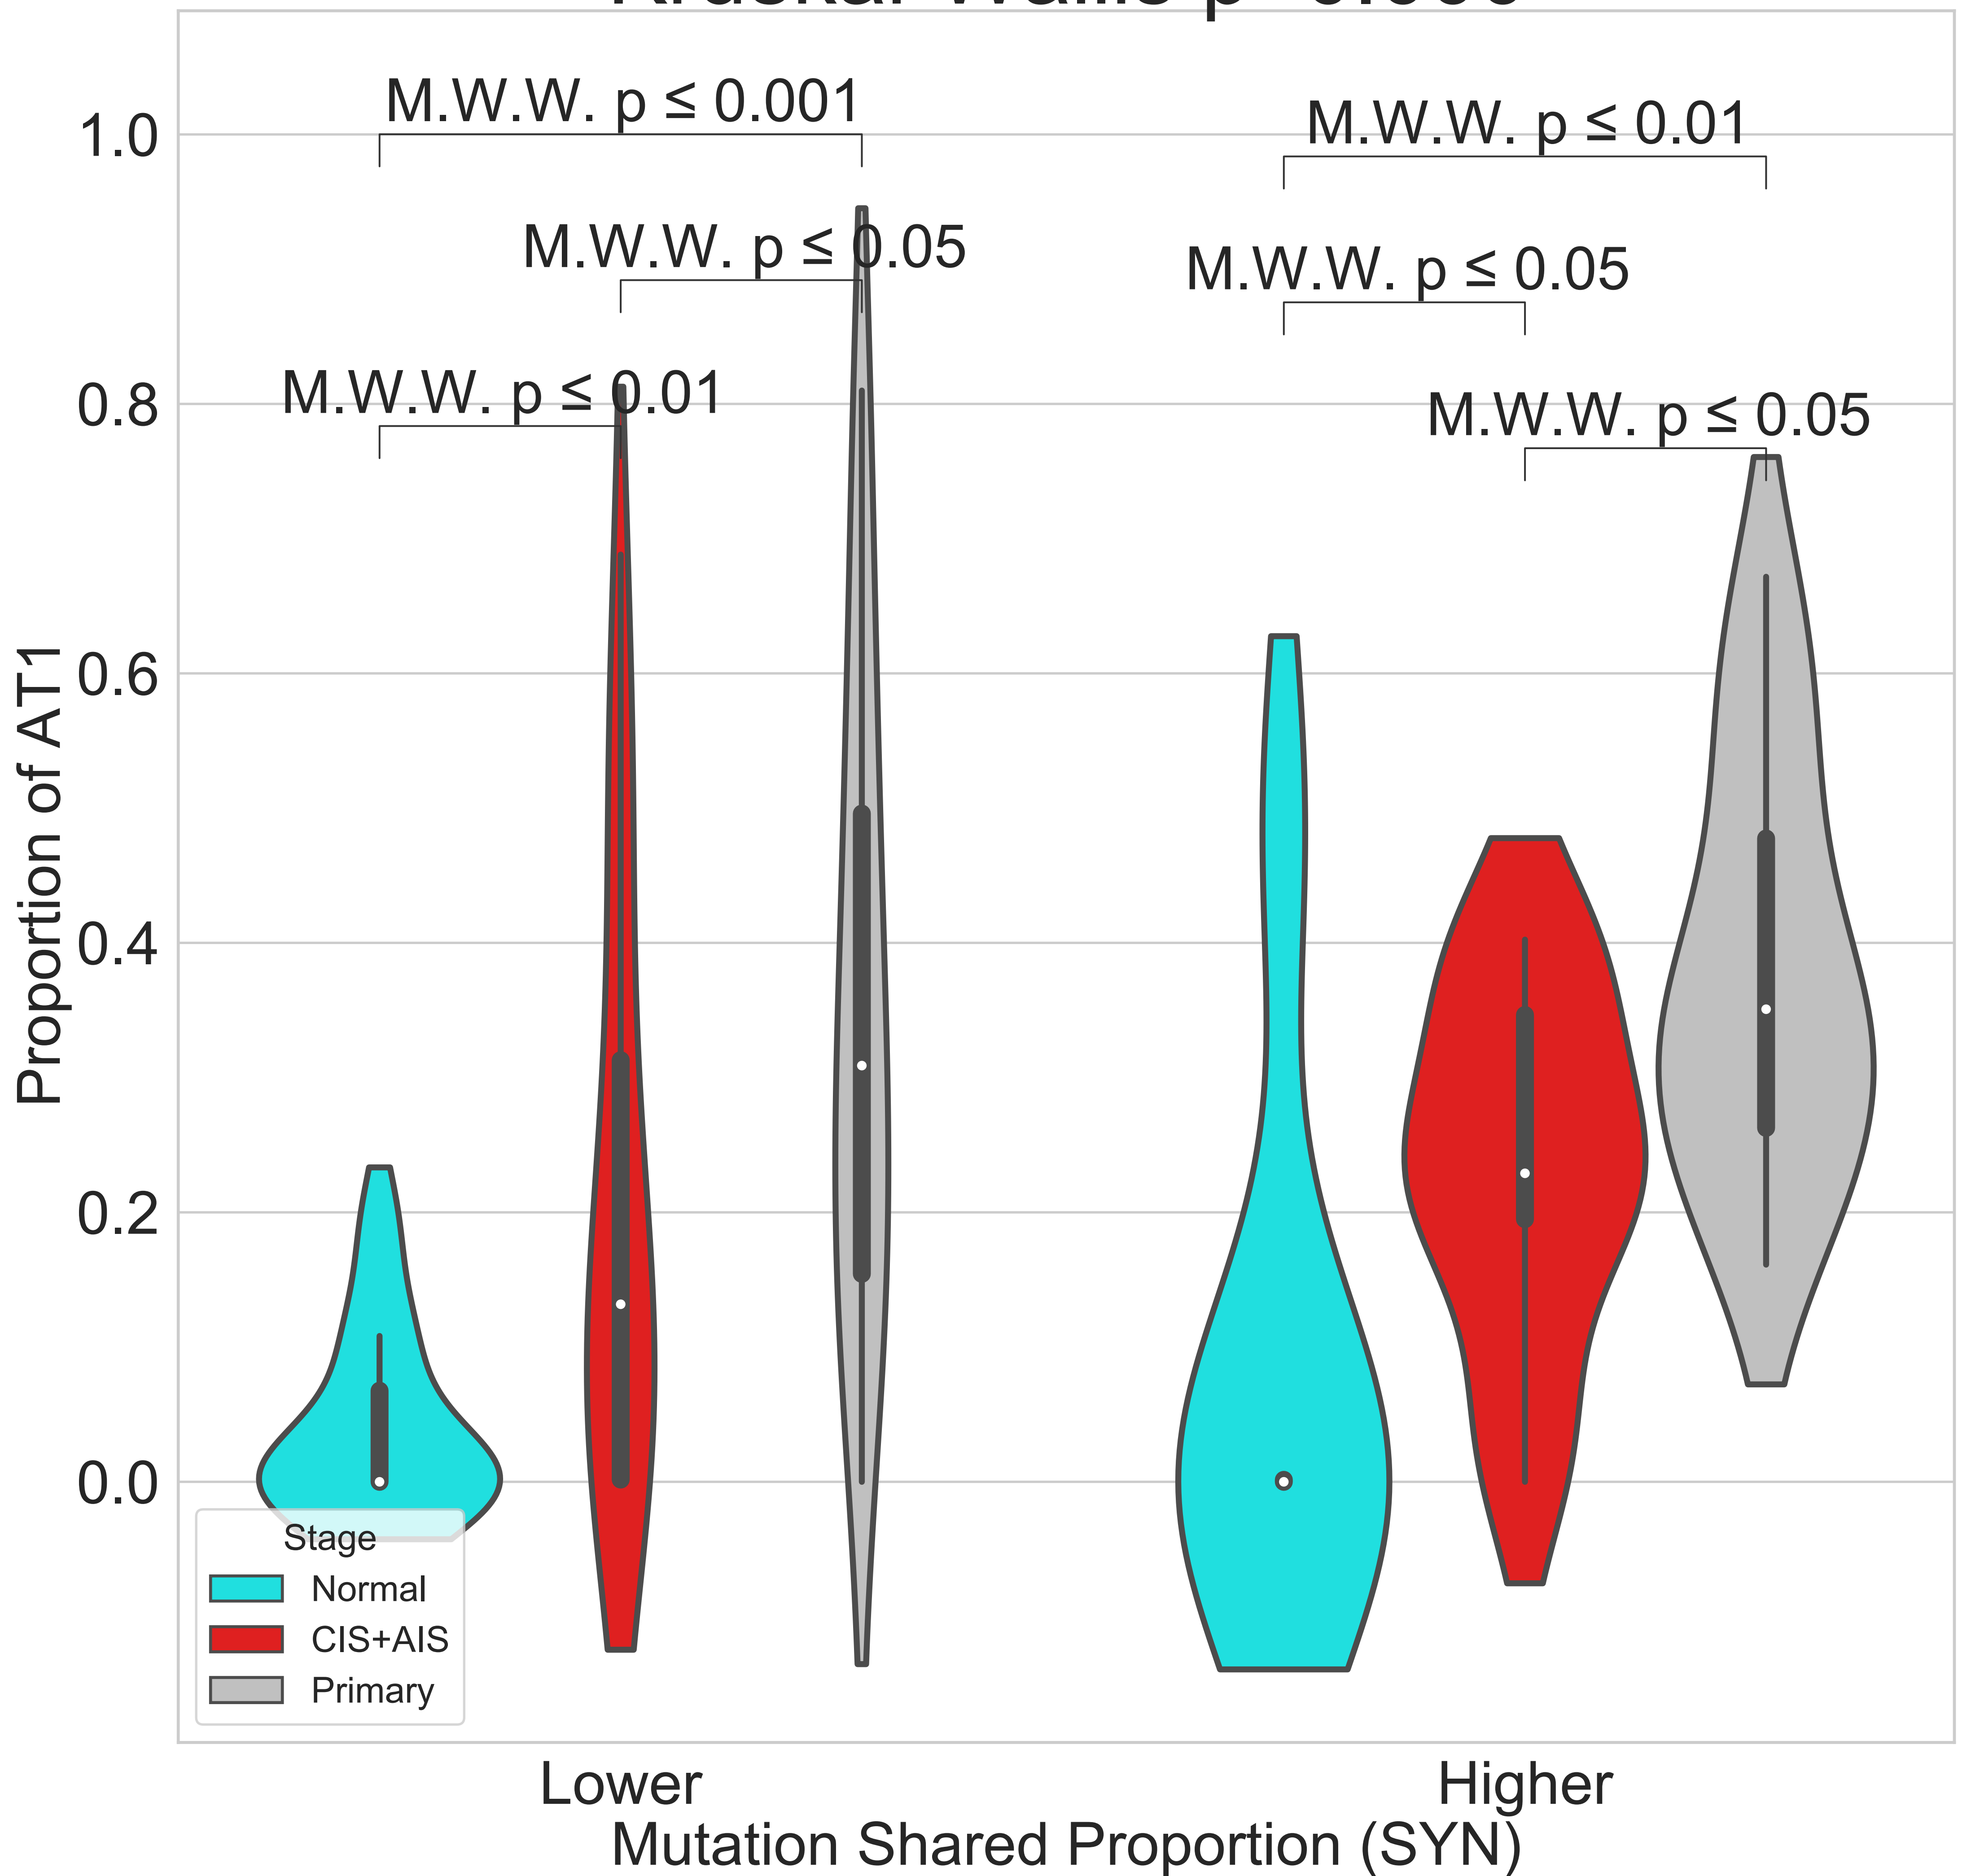 M.W.W. p ≤ 0.001
M.W.W. p ≤ 0.01
M.W.W. p ≤ 0.05
M.W.W. p ≤ 0.05
M.W.W. p ≤ 0.01
M.W.W. p ≤ 0.05
1.0
0.8
0.6
0.4
0.2
0.0
Proportion of AT1
Stage
Normal
CIS+AIS
Primary
Lower
Higher
Mutation Shared Proportion (SYN)